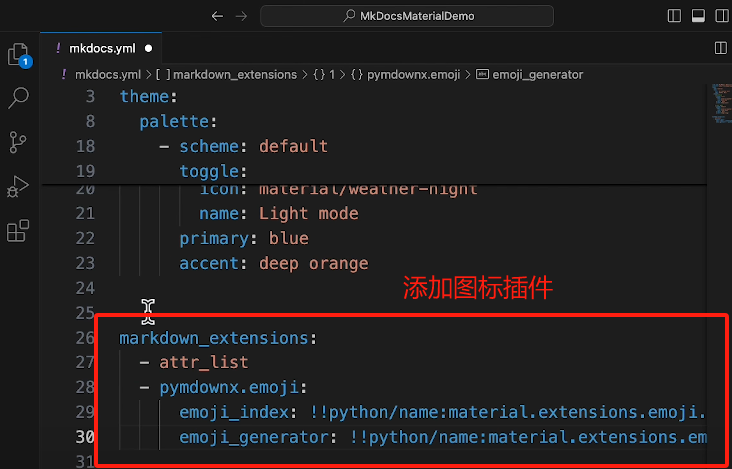 MkDocsMaterialDemo
! mkdocs.yml ●
1
! mkdocs.yml > [ ] markdown_extensions > {} 1 > {} pymdownx.emoji > emoji_generator
3 theme:
8 palette:
18 - scheme: default
19 toggle:
20 icon: material/weather-night
21 name: Light mode
22 primary: blue
23 accent: deep orange
添加图标插件
24
25
26 markdown_extensions:
27 - attr_list
28 - pymdownx.emoji:
29 emoji_index: !!python/name:material.extensions.emoji.
30 emoji_generator: !!python/name:material.extensions.em
31